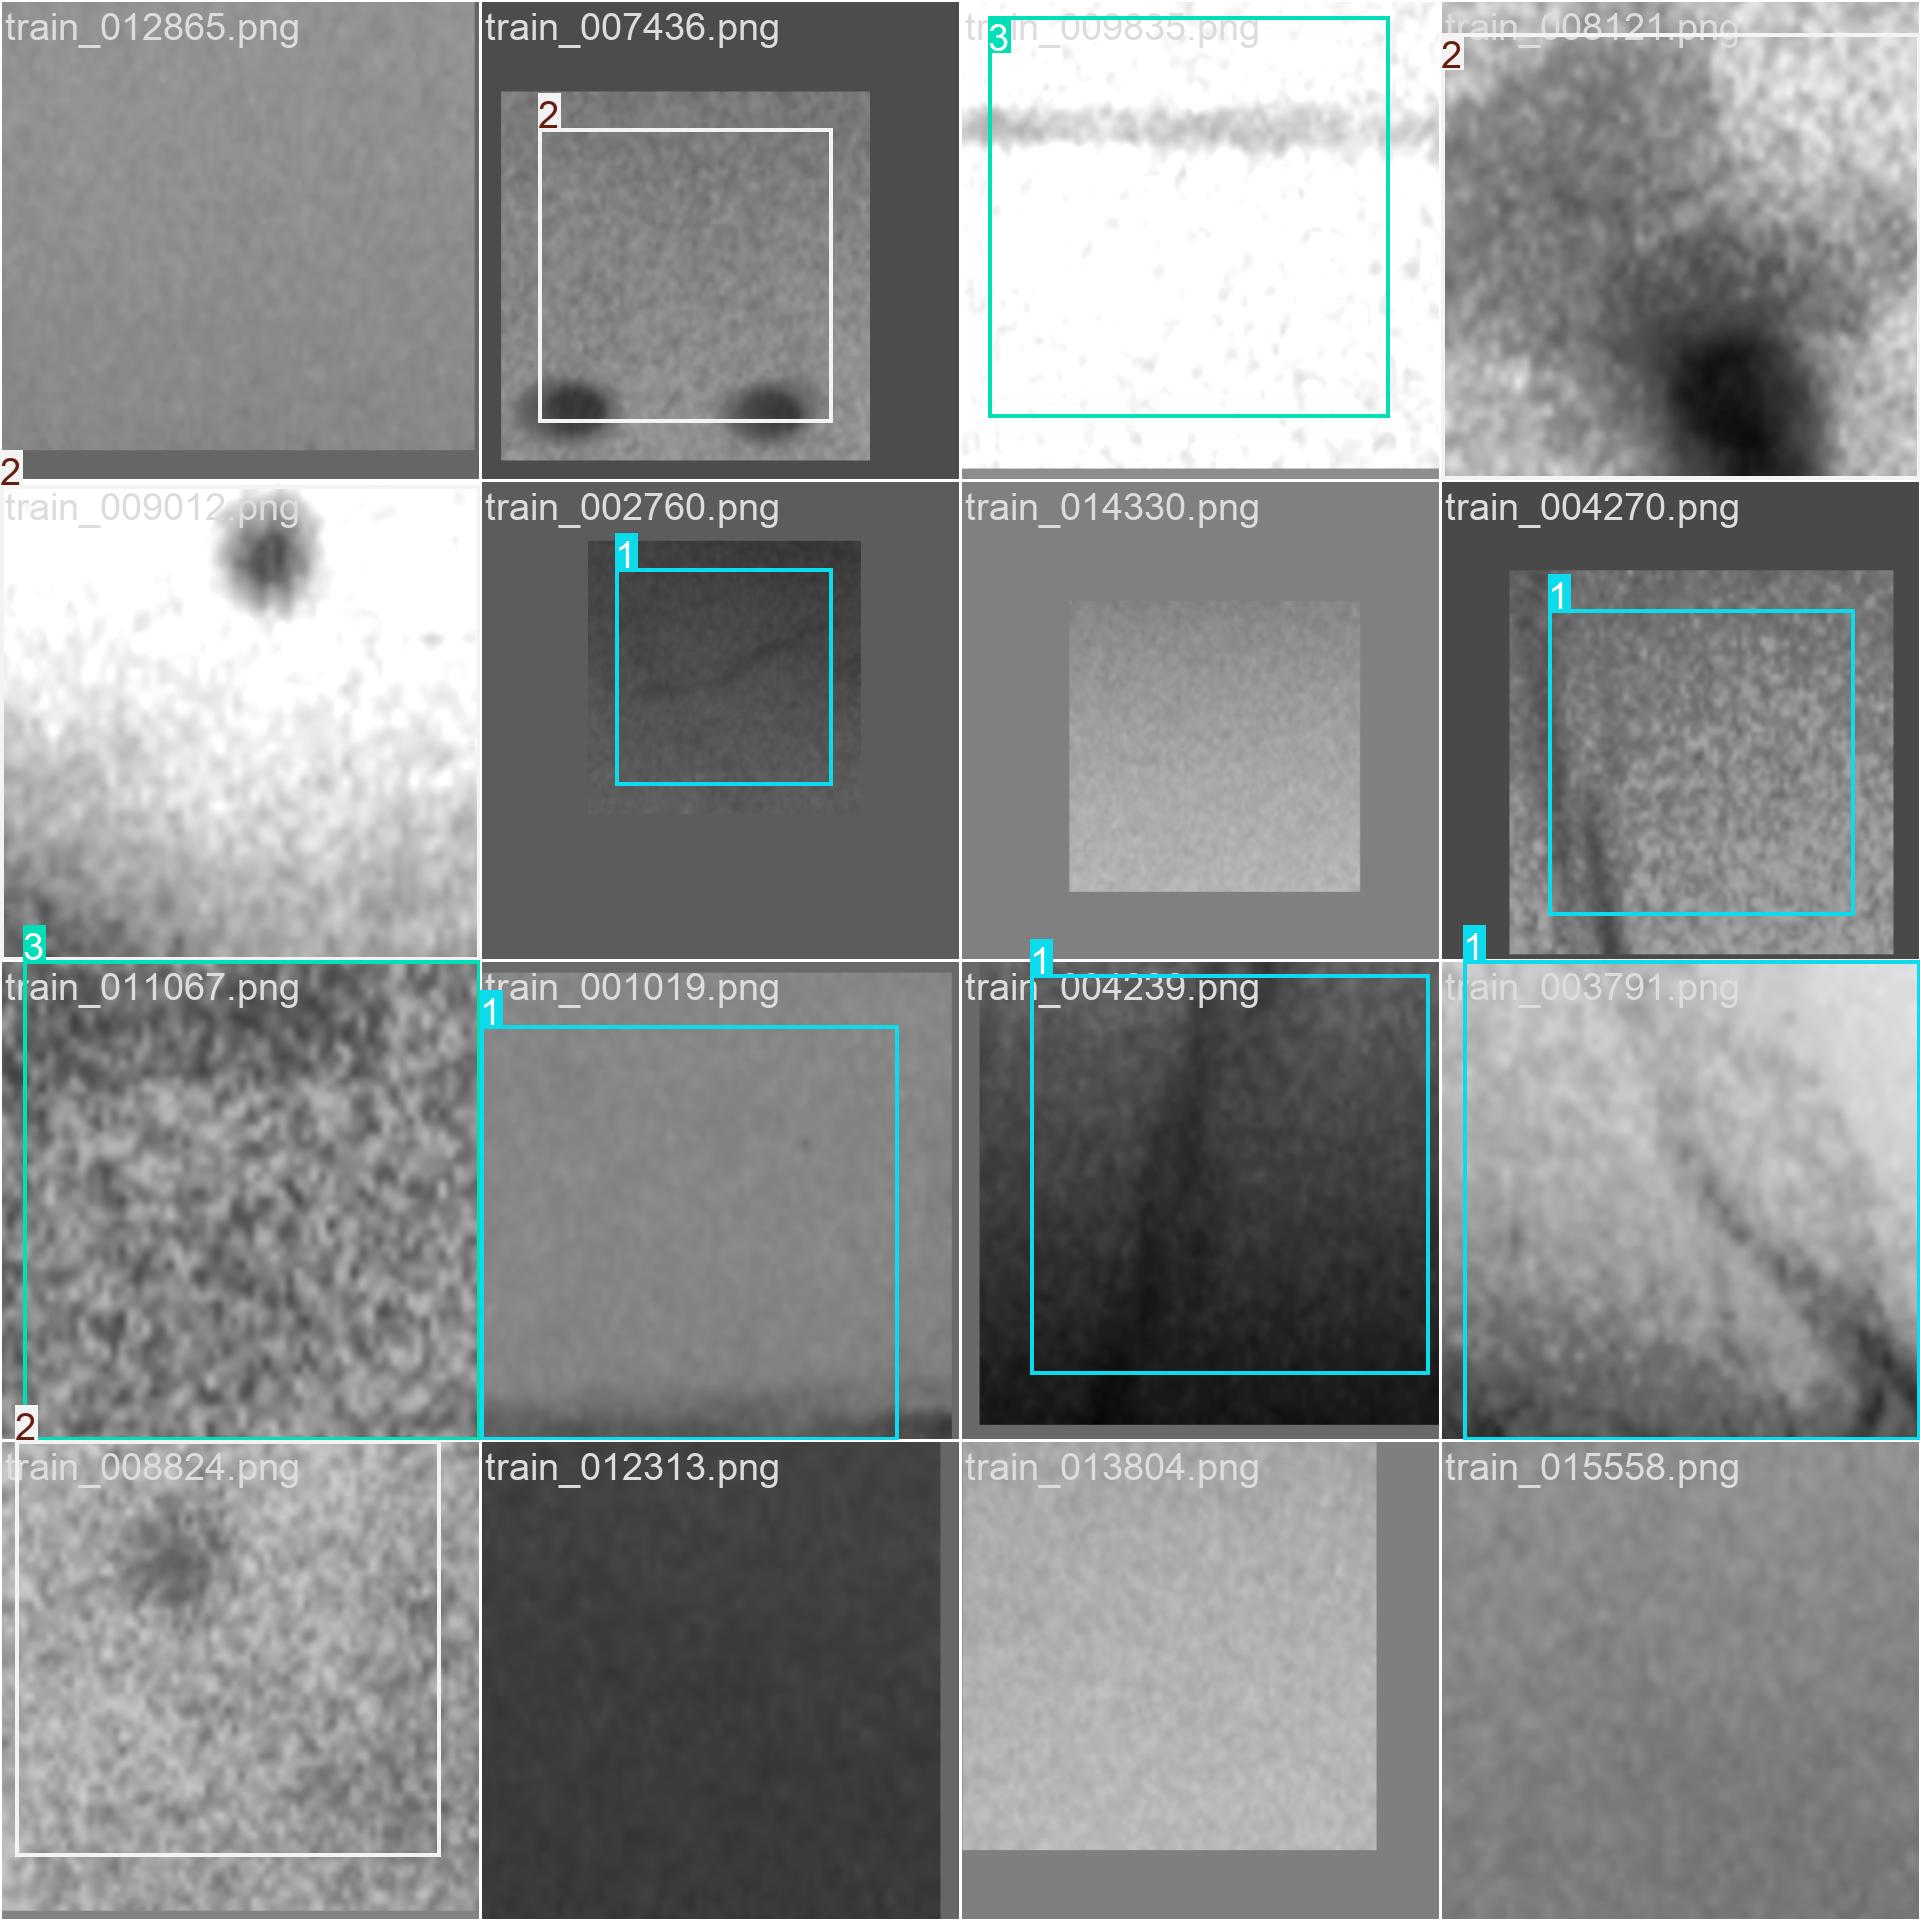 train_012865.png
train_007436.png
3
train_009835.png
train_008121.png
2
2
2
train_009012.png
train_002760.png
1
train_014330.png
train_004270.png
1
3
train_011067.png
train_001019.png
1
1
train_004239.png
1
train_003791.png
2
train_008824.png
train_012313.png
train_013804.png
train_015558.png